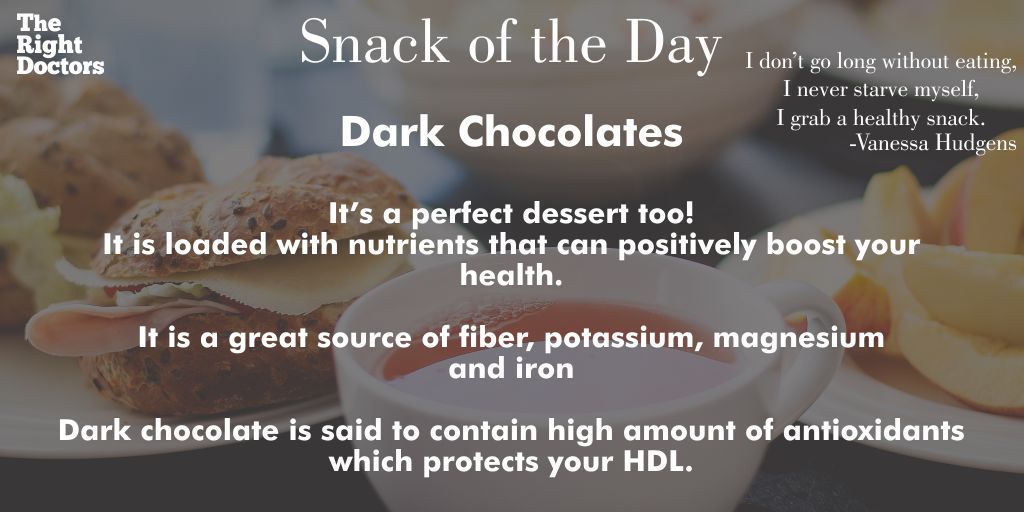 The
Right
Doctors
Snack of the Day
I don't go long without eating,
I never starve myself,
I grab a healthy snack.
-Vanessa Hudgens
Dark Chocolates
It's a perfect dessert too!
It is loaded with nutrients that can positively boost your
health.
It is a great source of fiber, potassium, magnesium
and iron
Dark chocolate is said to contain high amount of antioxidants
which protects your HDL.